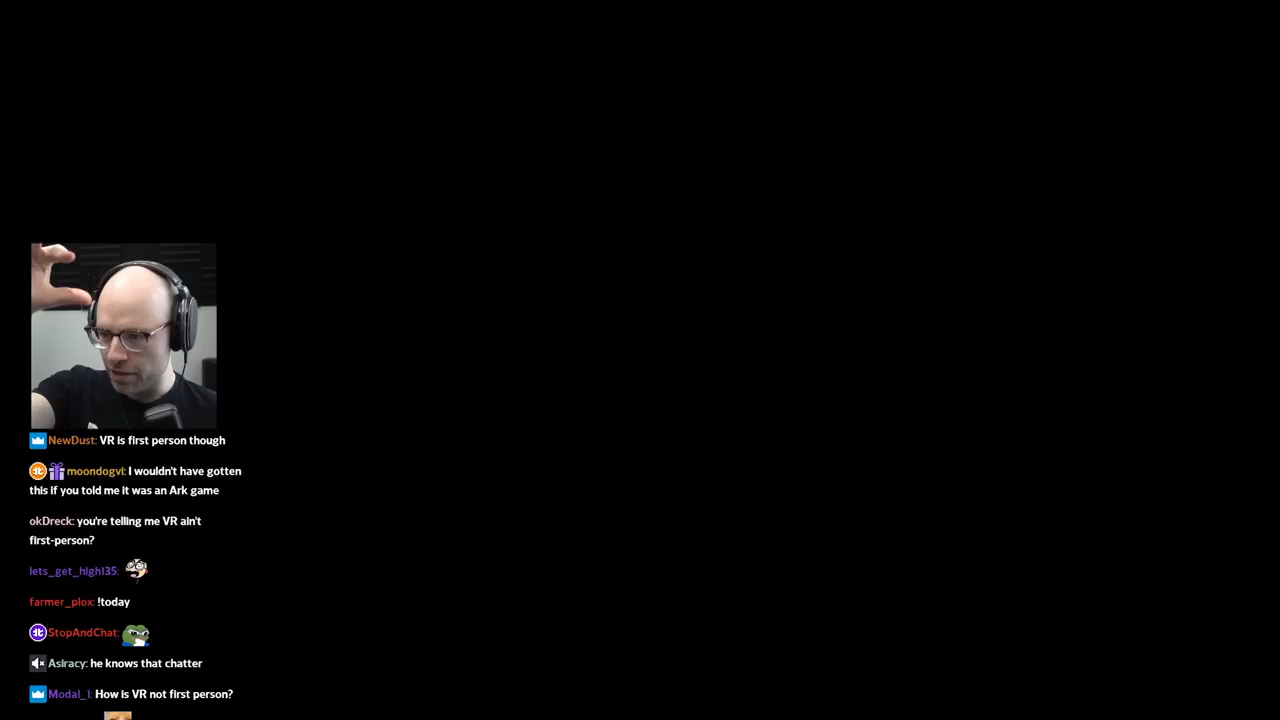 NewDust: VR is first person though
moondogvl: I wouldn't have gotten
this if you told me it was an Ark game
okDreck: you're telling me VR ain't
first-person?
lets_get_high135:
farmer_plox: !today
StopAndChat:
Asiracy: he knows that chatter
Modal_1: How is VR not first person?